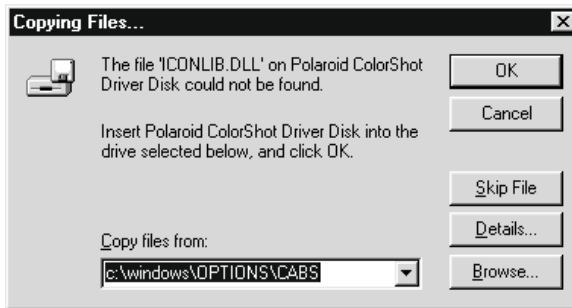 Copying Files...
The file 'ICONLIB.DLL' on Polaroid ColorShot
Driver Disk could not be found.
Insert Polaroid ColorShot Driver Disk into the
drive selected below, and click OK.
Copy files from:
c:\windows\OPTIONS\CABS
OK
Cancel
Skip File
Details...
Browse...